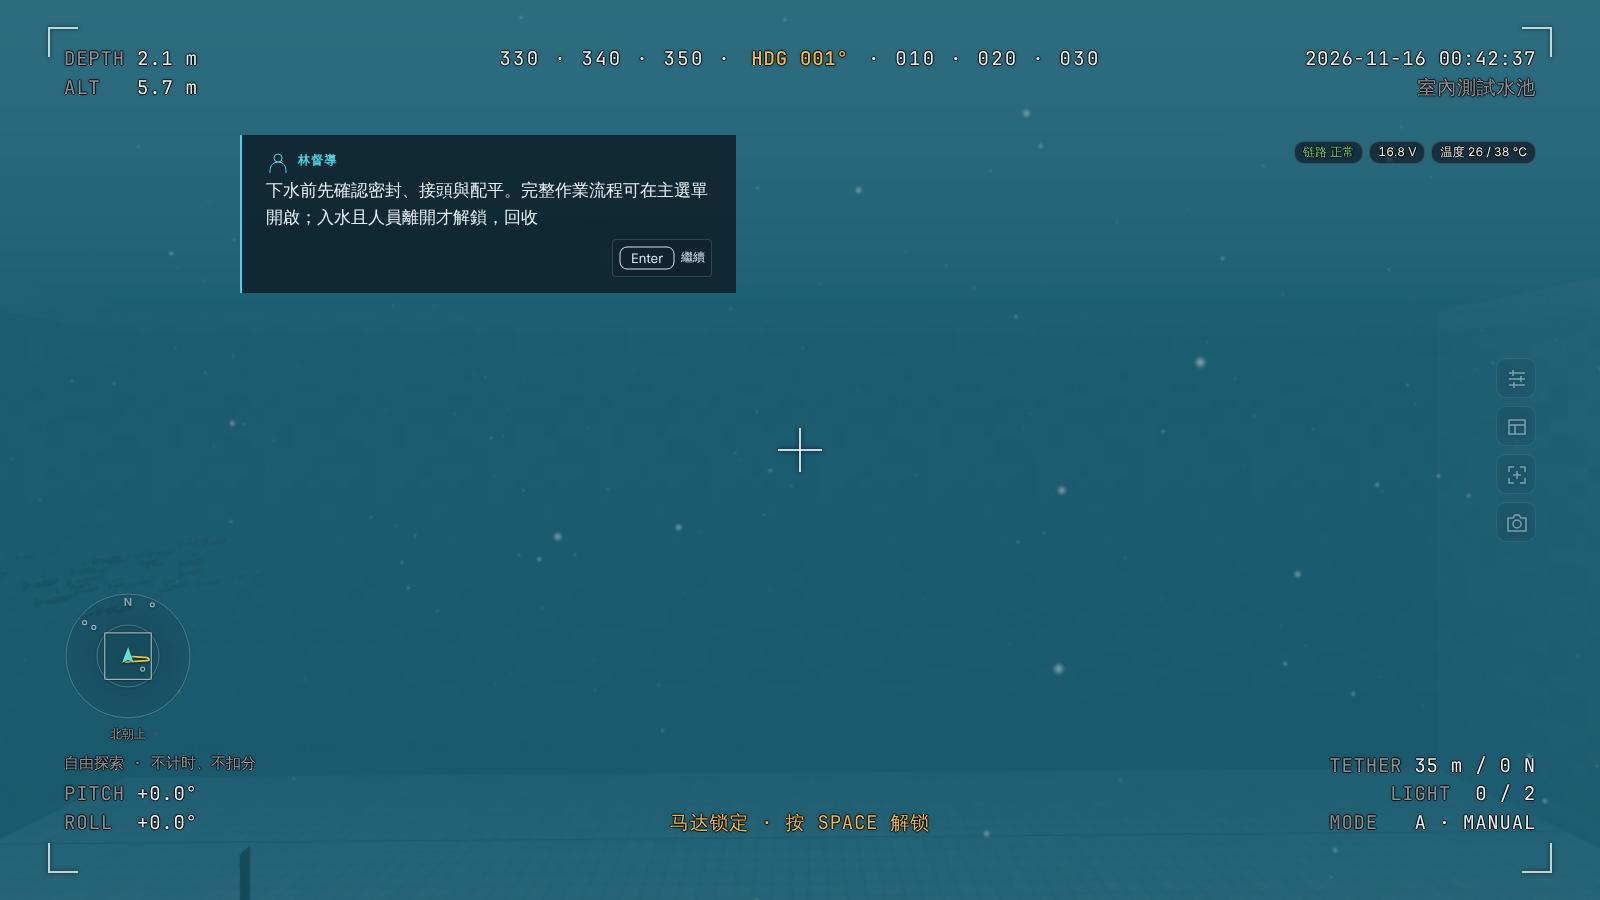 DEPTH 2.1 m
ALT 5.7 m
330 · 340 · 350 · HDG 001° · 010 · 020 · 030
2026-11-16 00:42:37
室內測試水池
链路 正常
16.8 V
温度 26 / 38 °C
林督導
下水前先確認密封、接頭與配平。完整作業流程可在主選單
開啟；入水且人員離開才解鎖，回收
Enter 繼續
N
北朝上
自由探索 · 不计时、不扣分
PITCH +0.0°
ROLL +0.0°
马达锁定 · 按 SPACE 解锁
TETHER 35 m / 0 N
LIGHT 0 / 2
MODE A · MANUAL